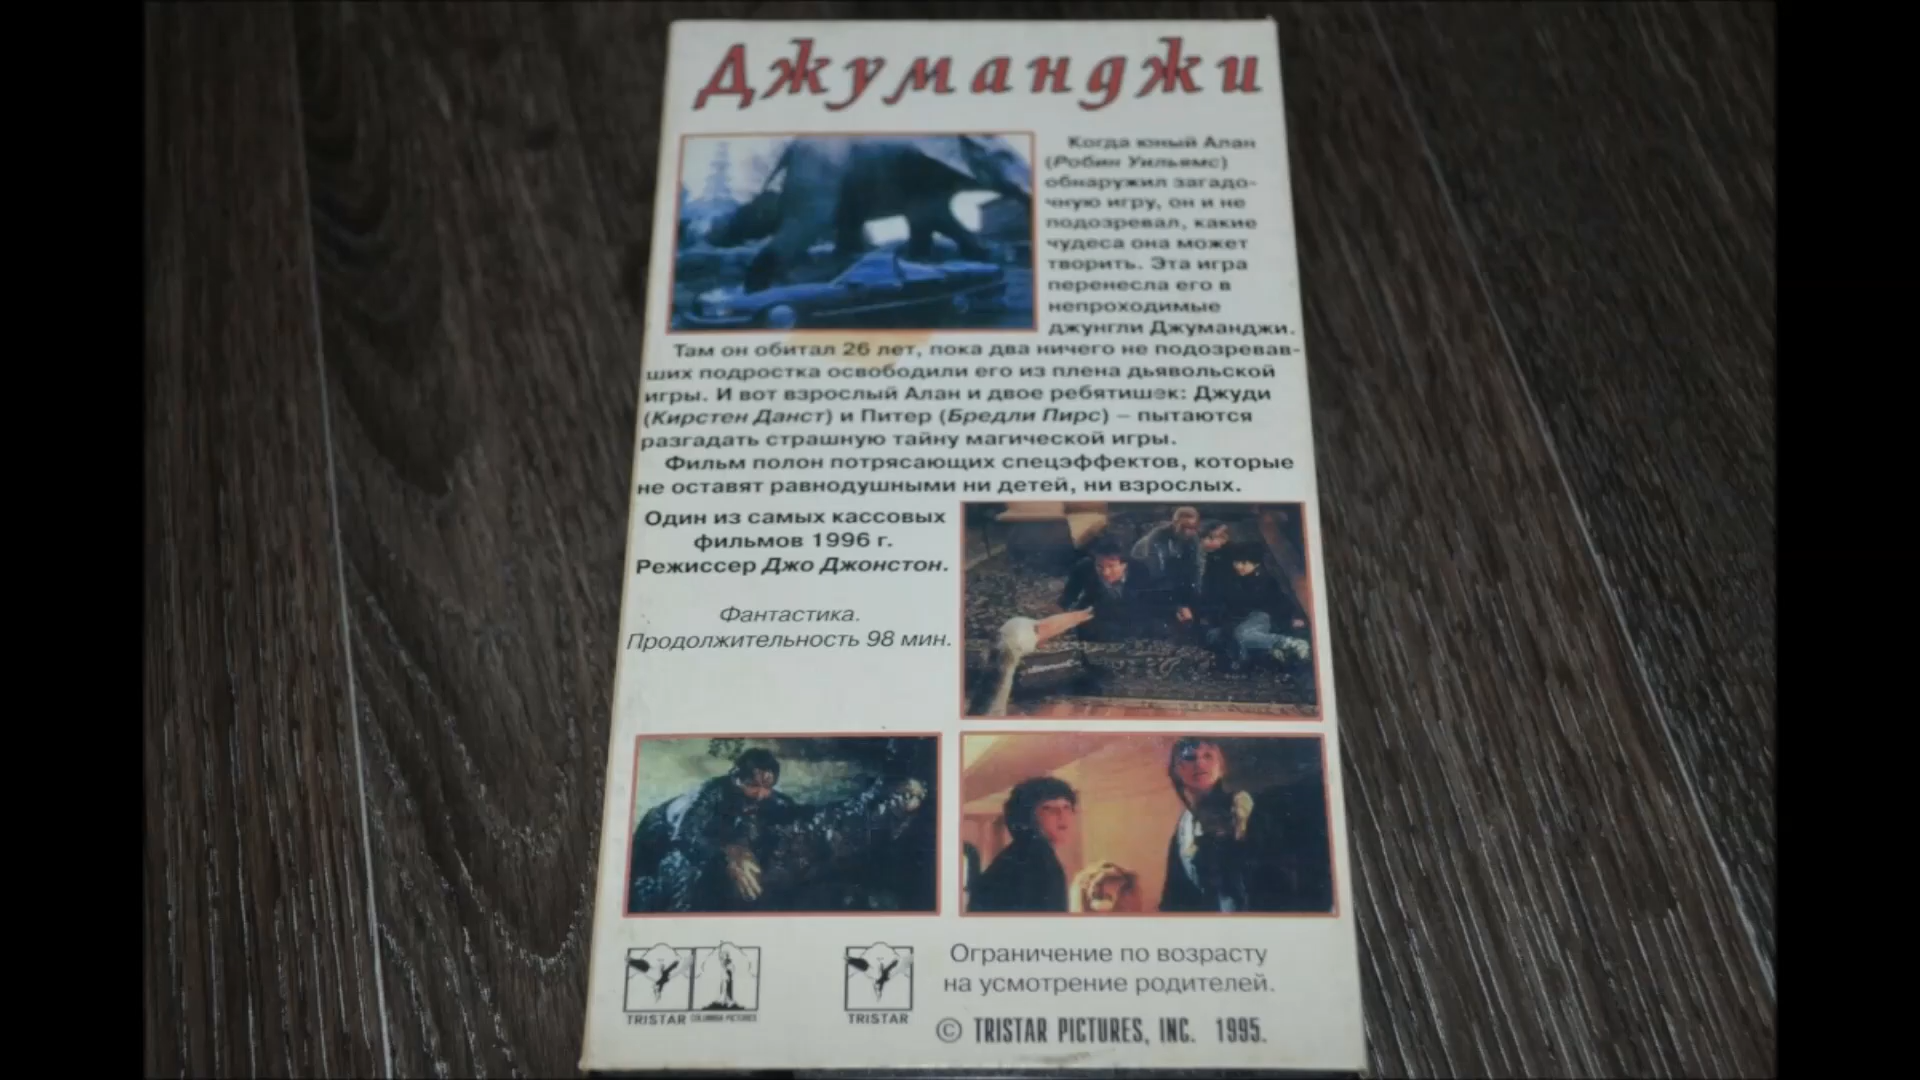 Джуманджи
Когда юный Алан
(Робин Уильямс)
обнаружил загадо-
чную игру, он и не
подозревал, какие
чудеса она может
творить. Эта игра
перенесла его в
непроходимые
джунгли Джуманджи.
Там он обитал 26 лет, пока два ничего не подозревав-
ших подростка освободили его из плена дьявольской
игры. И вот взрослый Алан и двое ребятишек: Джуди
(Кирстен Данст) и Питер (Бредли Пирс) – пытаются
разгадать страшную тайну магической игры.
Фильм полон потрясающих спецэффектов, которые
не оставят равнодушными ни детей, ни взрослых.
Один из самых кассовых
фильмов 1996 г.
Режиссер Джо Джонстон.
Фантастика.
Продолжительность 98 мин.
TRISTAR COLUMBIA PICTURES
TRISTAR
Ограничение по возрасту
на усмотрение родителей.
© TRISTAR PICTURES, INC. 1995.